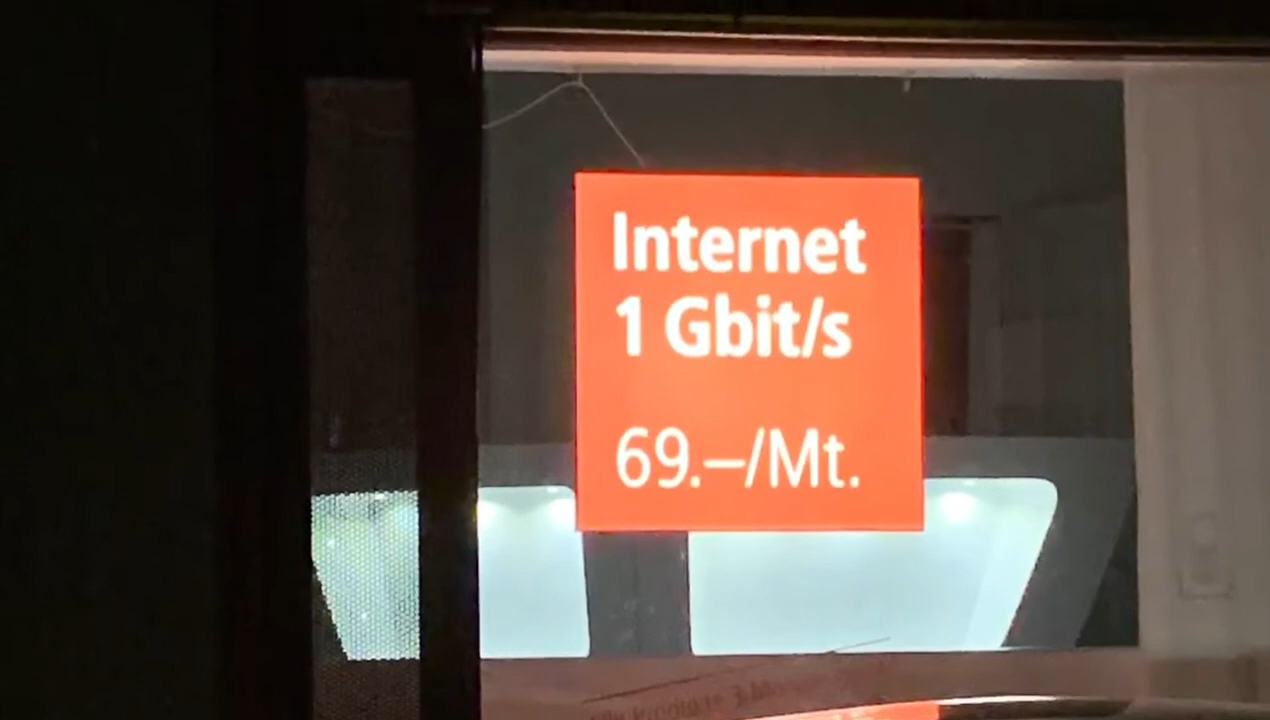 Internet
1 Gbit/s
69.–/Mt.